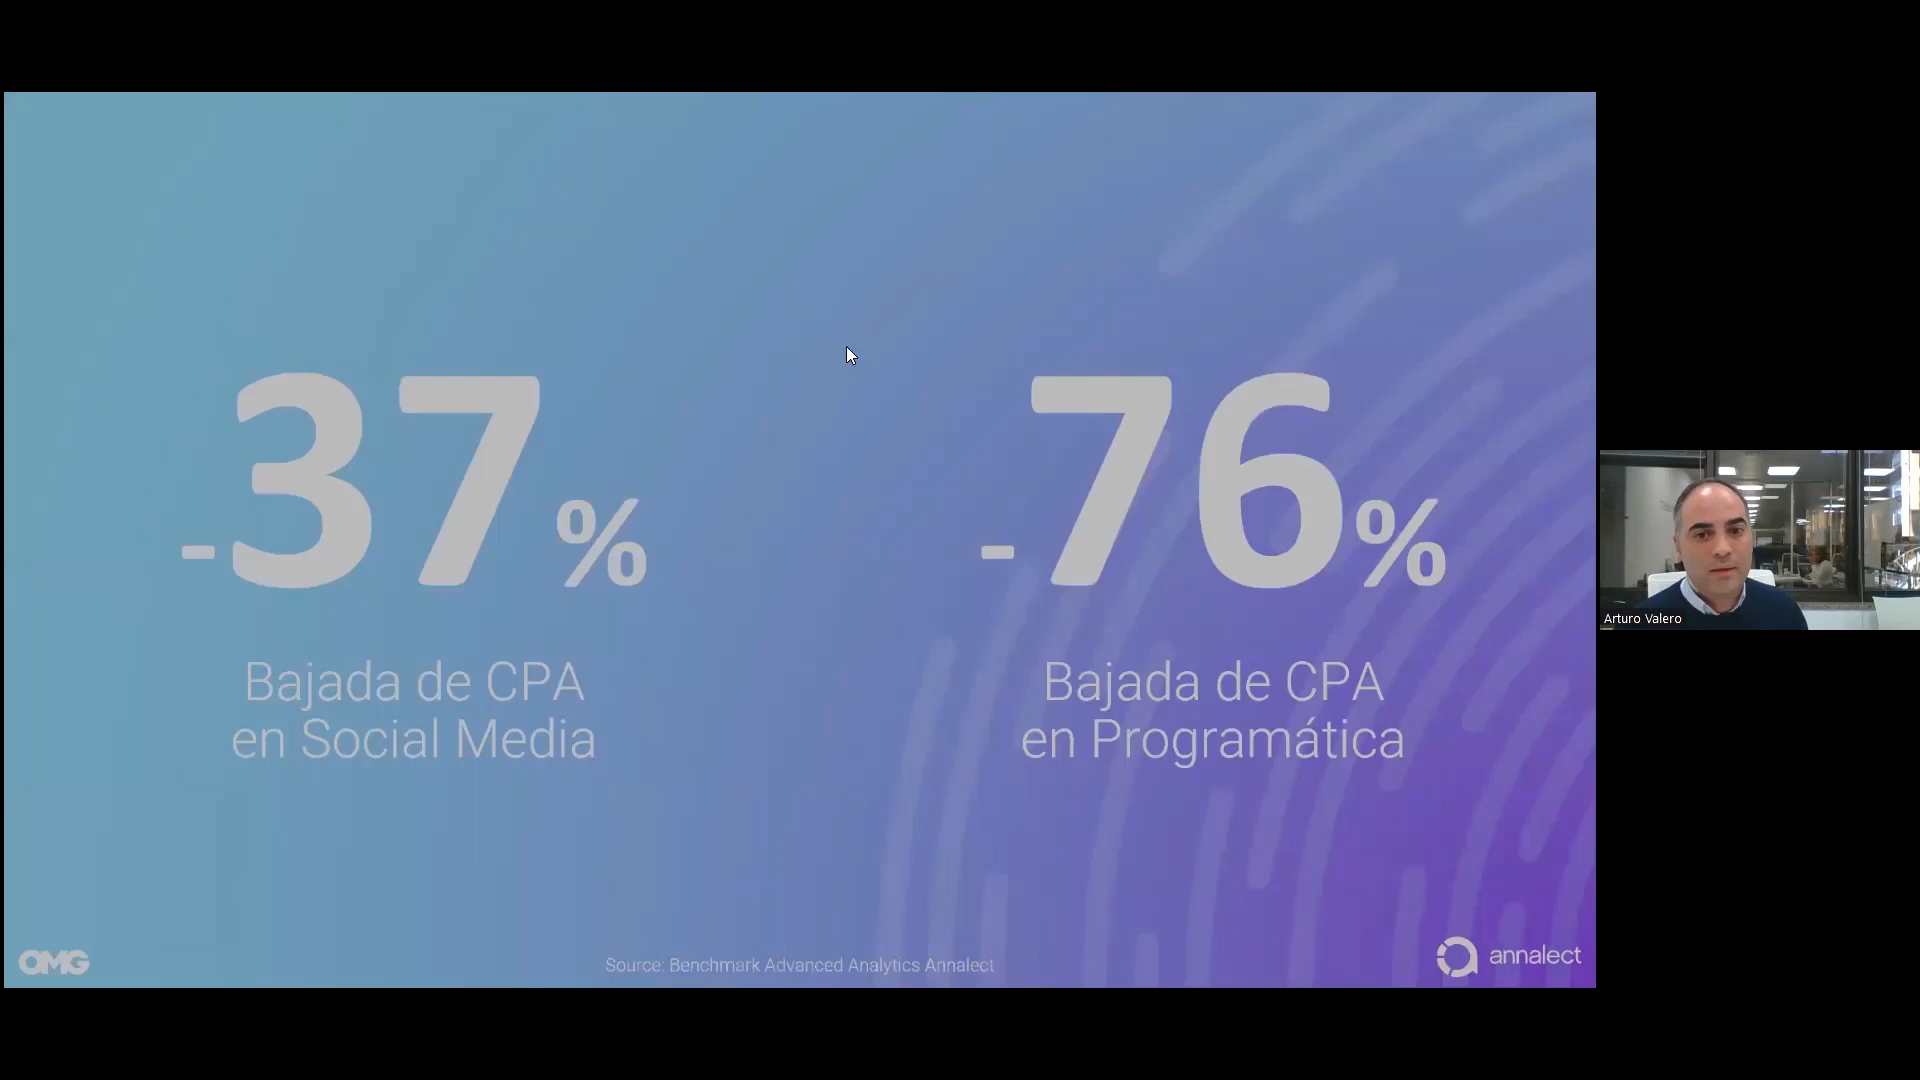 -37%
Bajada de CPA
en Social Media
-76%
Bajada de CPA
en Programática
OMG
Source: Benchmark Advanced Analytics Annalect
annalect
Arturo Valero